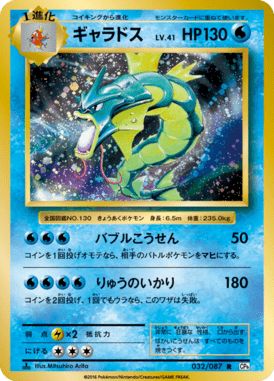 1進化
コイキングから進化
モンスターカードに重ねて使います。
ギャラドス LV.41 HP130
全国図鑑NO.130 きょうあくポケモン 身長:6.5m 体重:235.0kg
バブルこうせん 50
コインを1回投げオモテなら、相手のバトルポケモンをマヒにする。
りゅうのいかり 180
コインを2回投げ、1回でもウラなら、このワザは失敗。
弱点 ×2 抵抗力
にげる
Illus. Mitsuhiro Arita
032/087 R
©2016 Pokémon/Nintendo/Creatures/GAME FREAK.